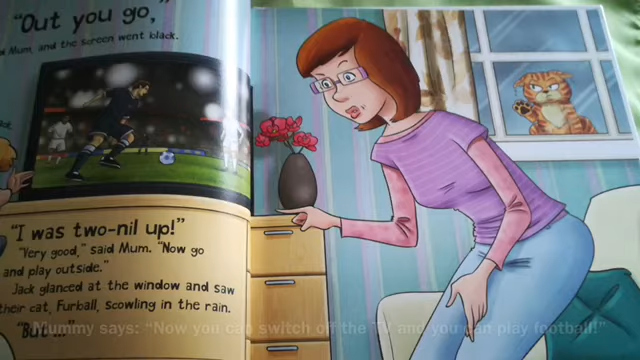 "Out you go,"
Mum, and the screen went black.
"I was two-nil up!"
"Very good," said Mum. "Now go
and play outside."
Jack glanced at the window and saw
their cat, Furball, scowling in the rain.
"But ..."
Mummy says: "Now you can switch off the TV and you can play football!"